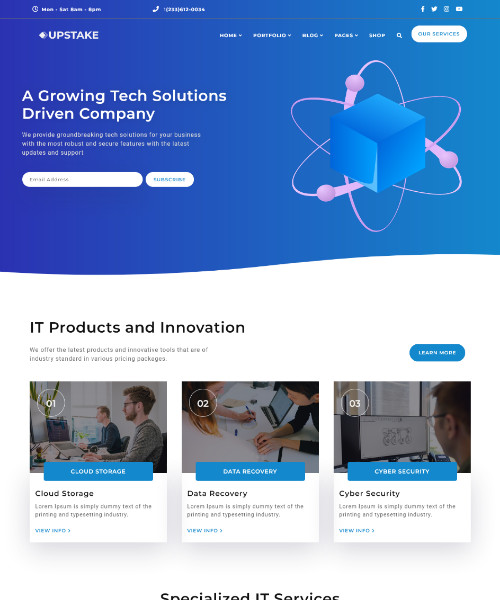 Mon - Sat 8am - 6pm
1(233)612-0034
UPSTAKE
HOME
PORTFOLIO
BLOG
PAGES
SHOP
OUR SERVICES
A Growing Tech Solutions
Driven Company
We provide groundbreaking tech solutions for your business
with the most robust and secure features with the latest
updates and support
Email Address
SUBSCRIBE
IT Products and Innovation
We offer the latest products and innovative tools that are of
industry standard in various pricing packages.
LEARN MORE
01
02
03
CLOUD STORAGE
DATA RECOVERY
CYBER SECURITY
Cloud Storage
Lorem Ipsum is simply dummy text of the
printing and typesetting industry.
VIEW INFO >
Data Recovery
Lorem Ipsum is simply dummy text of the
printing and typesetting industry.
VIEW INFO >
Cyber Security
Lorem Ipsum is simply dummy text of the
printing and typesetting industry.
VIEW INFO >
Specialized IT Services